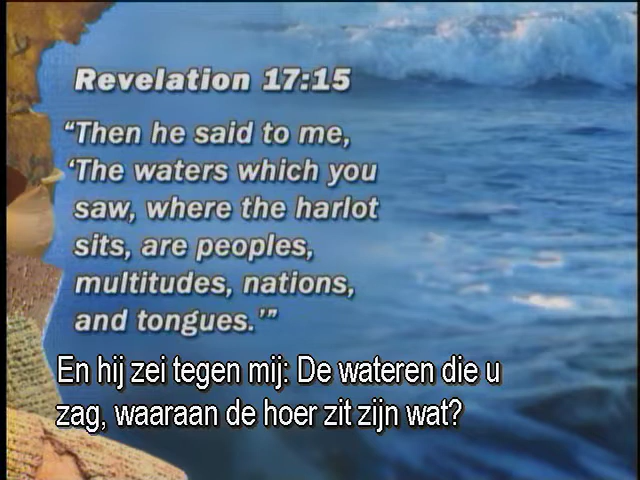 Revelation 17:15
“Then he said to me,
‘The waters which you
saw, where the harlot
sits, are peoples,
multitudes, nations,
and tongues.’”
En hij zei tegen mij: De wateren die u
zag, waaraan de hoer zit zijn wat?